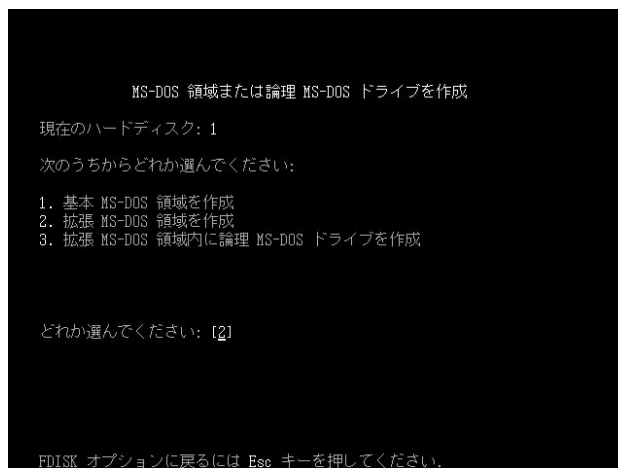 MS-DOS 領域または論理 MS-DOS ドライブを作成
現在のハードディスク: 1
次のうちからどれか選んでください:
1. 基本 MS-DOS 領域を作成
2. 拡張 MS-DOS 領域を作成
3. 拡張 MS-DOS 領域内に論理 MS-DOS ドライブを作成
どれか選んでください: [2]
FDISK オプションに戻るには Esc キーを押してください.